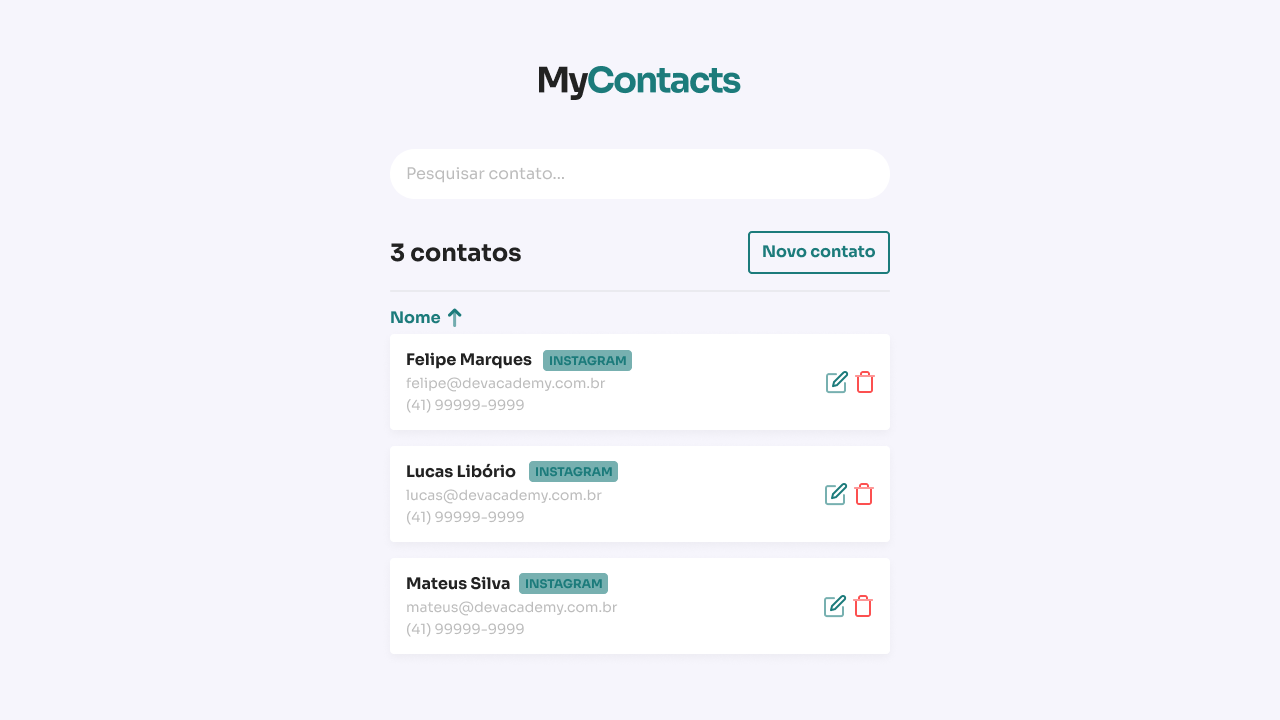 MyContacts
Pesquisar contato...
3 contatos
Novo contato
Nome
Felipe Marques INSTAGRAM
felipe@devacademy.com.br
(41) 99999-9999
Lucas Libório INSTAGRAM
lucas@devacademy.com.br
(41) 99999-9999
Mateus Silva INSTAGRAM
mateus@devacademy.com.br
(41) 99999-9999